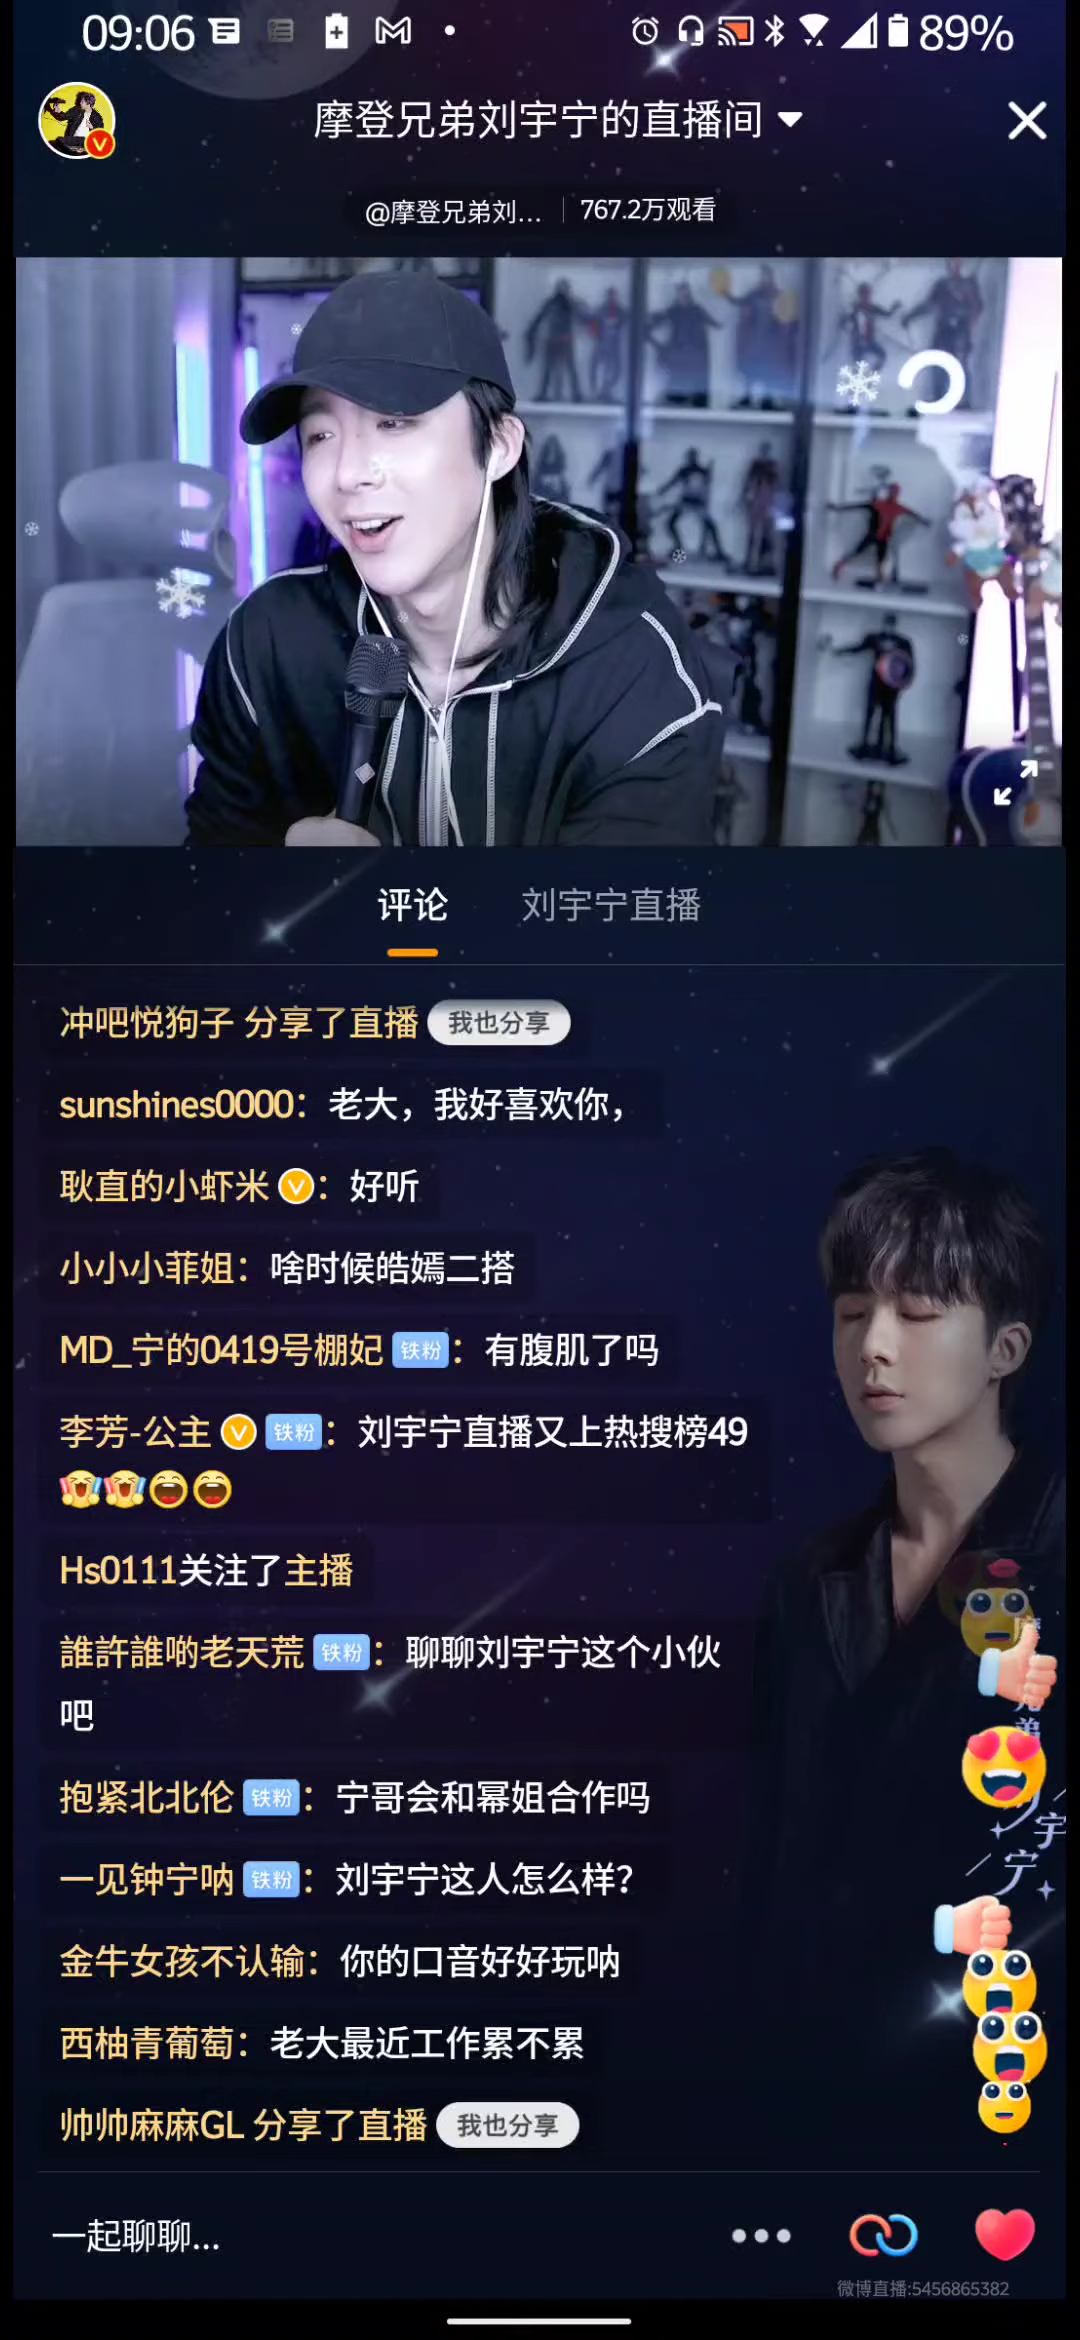 09:06
89%
摩登兄弟刘宇宁的直播间
@摩登兄弟刘... 767.2万观看
评论 刘宇宁直播
冲吧悦狗子 分享了直播 我也分享
sunshines0000：老大，我好喜欢你，
耿直的小虾米：好听
小小小菲姐：啥时候皓嫣二搭
MD_宁的0419号棚妃 铁粉：有腹肌了吗
李芳-公主 铁粉：刘宇宁直播又上热搜榜49
Hs0111关注了主播
誰許誰啲老天荒 铁粉：聊聊刘宇宁这个小伙
吧
抱紧北北伦 铁粉：宁哥会和幂姐合作吗
一见钟宁呐 铁粉：刘宇宁这人怎么样？
金牛女孩不认输：你的口音好好玩呐
西柚青葡萄：老大最近工作累不累
帅帅麻麻GL 分享了直播 我也分享
宇
宁
一起聊聊...
微博直播:5456865382